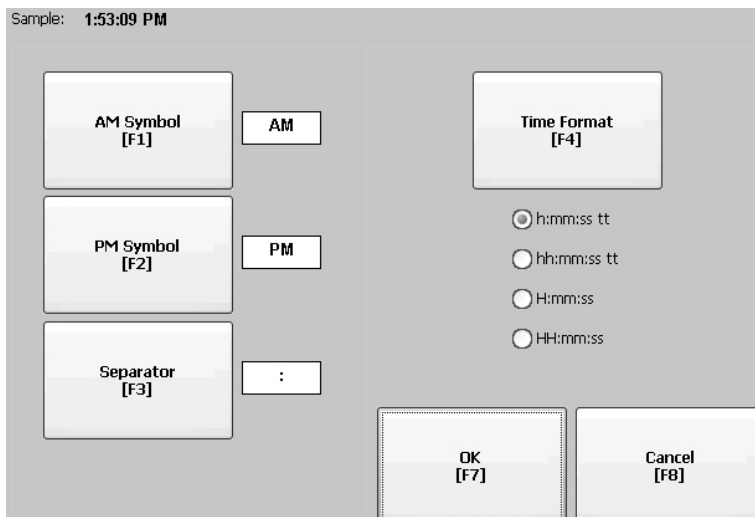 Sample: 1:53:09 PM
AM Symbol
[F1]
AM
PM Symbol
[F2]
PM
Separator
[F3]
:
Time Format
[F4]
h:mm:ss tt
hh:mm:ss tt
H:mm:ss
HH:mm:ss
OK
[F7]
Cancel
[F8]